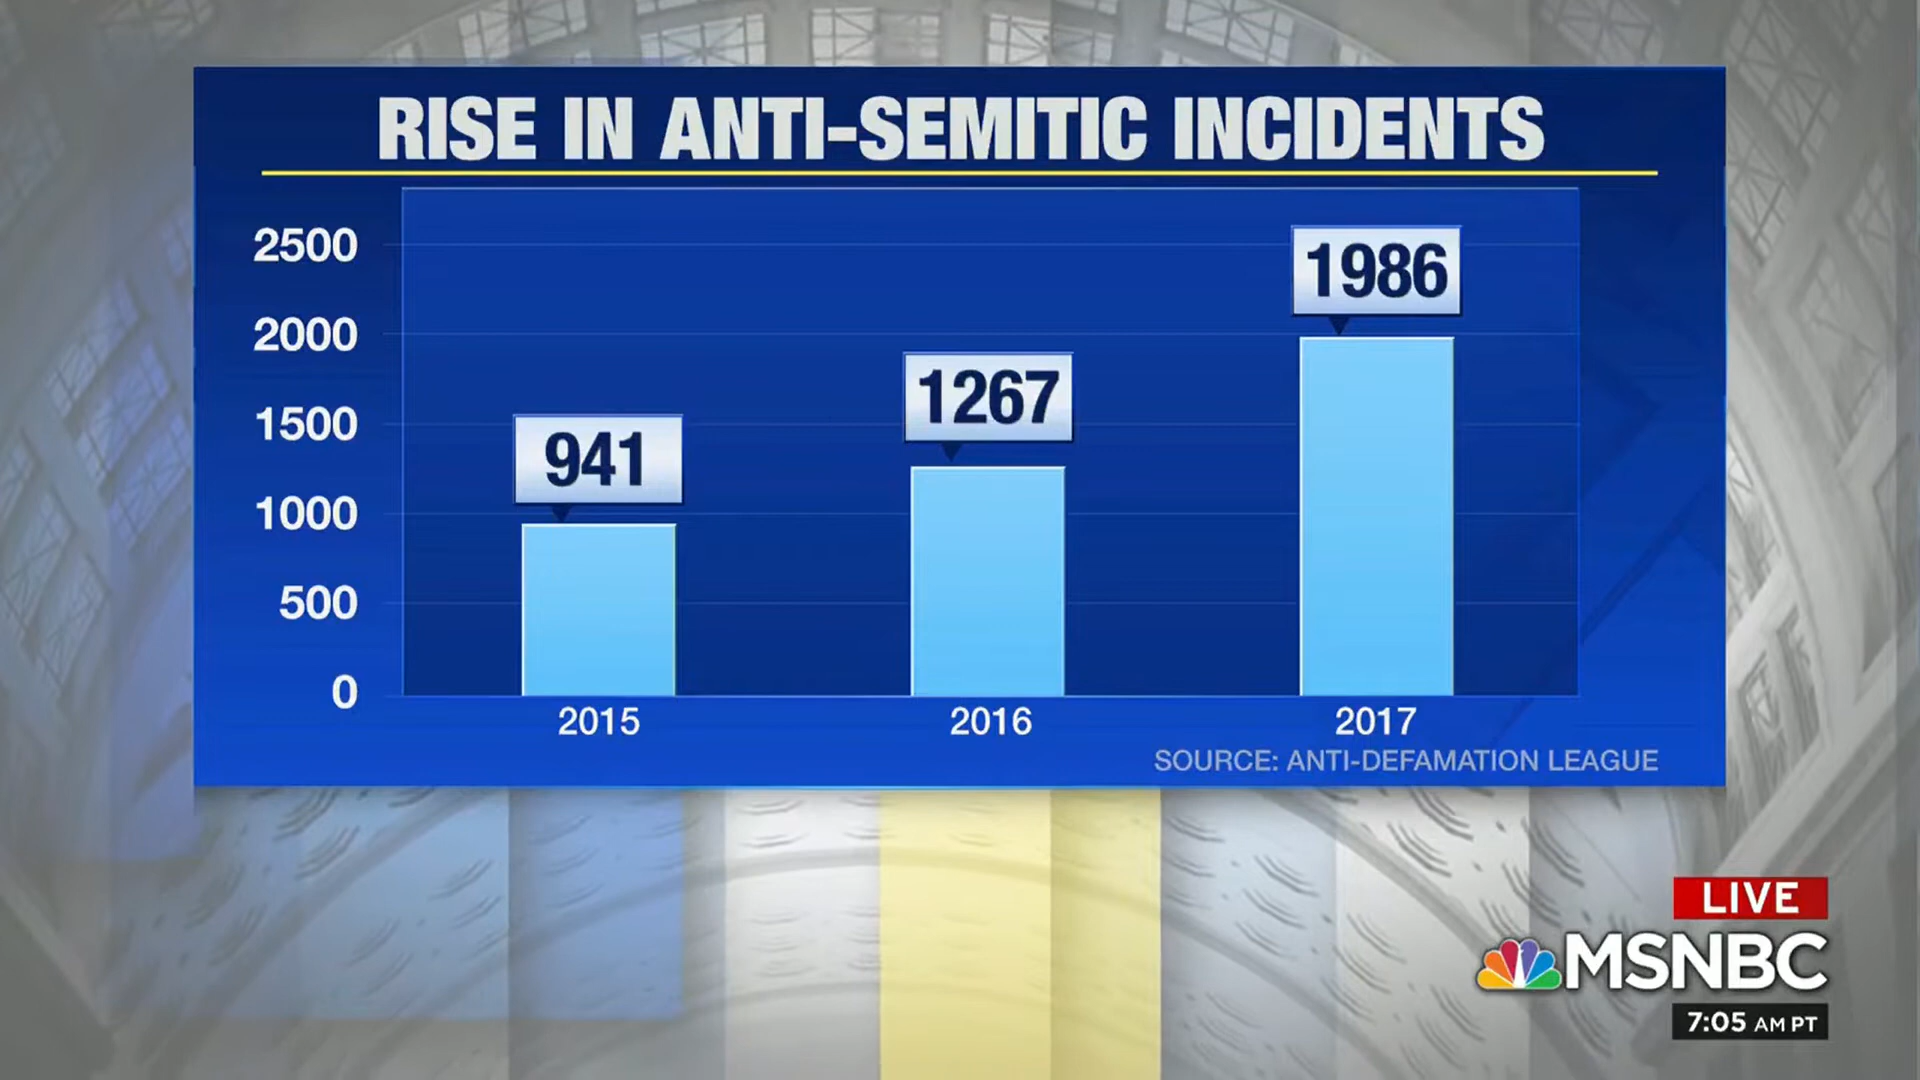 RISE IN ANTI-SEMITIC INCIDENTS
2500
2000
1500
1000
500
0
941
1267
1986
2015
2016
2017
SOURCE: ANTI-DEFAMATION LEAGUE
LIVE
MSNBC
7:05 AM PT